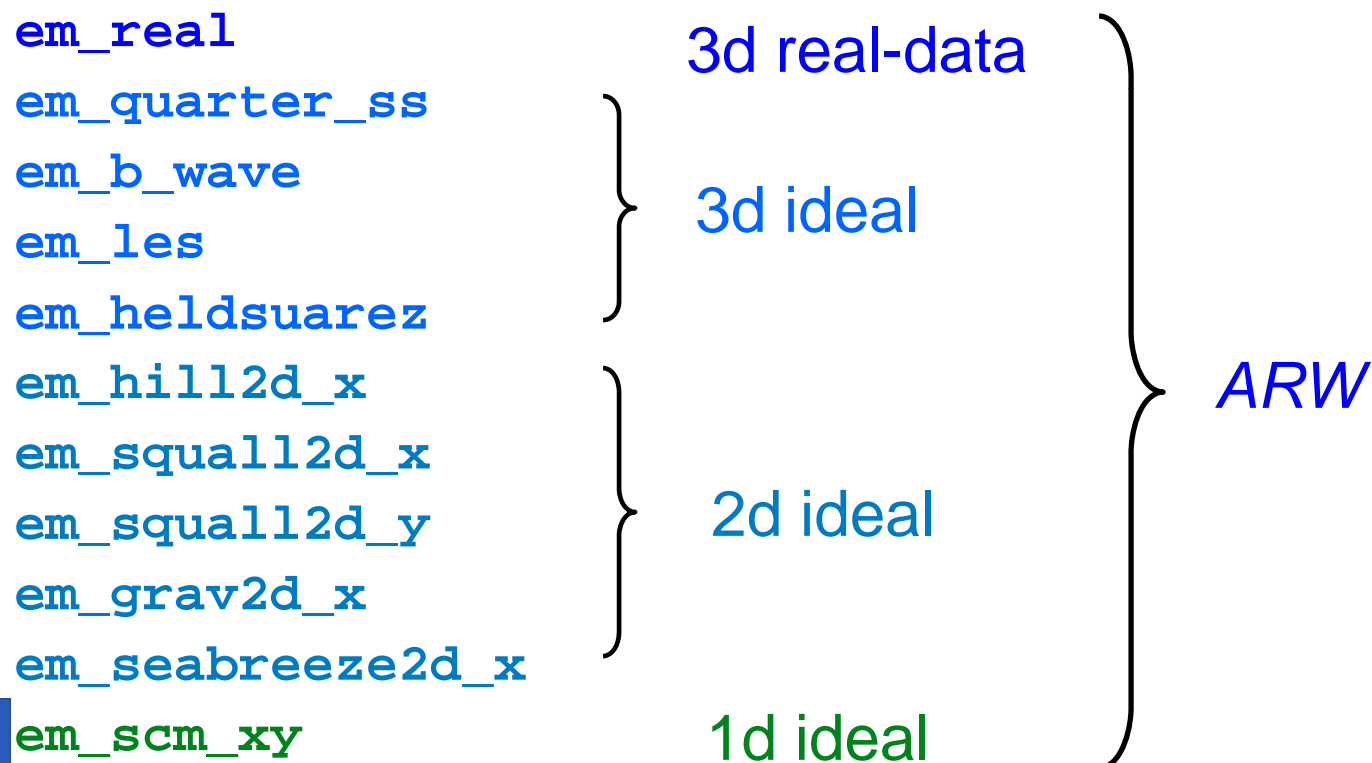 em_real 3d real-data
em_quarter_ss
em_b_wave
3d ideal
em_les
em_heldsuarez
em_hill2d_x ARW
em_squall2d_x
em_squall2d_y 2d ideal
em_grav2d_x
em_seabreeze2d_x
em_scm_xy 1d ideal